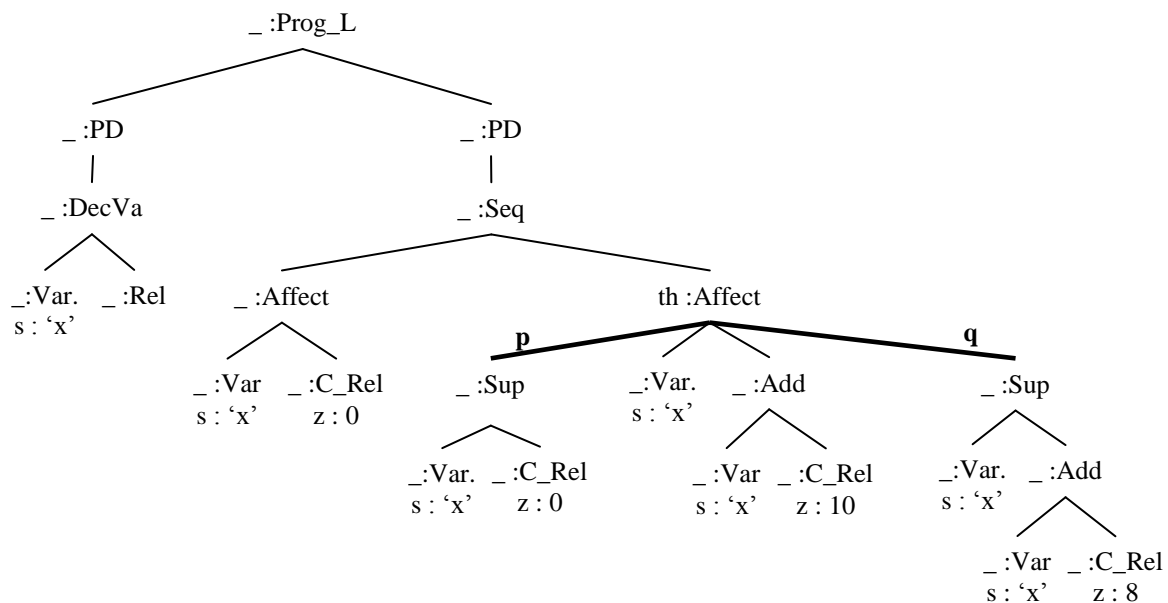 _ :Prog_L
_ :PD _ :PD
_ :DecVa _ :Seq
_:Var. _ :Rel _ :Affect th :Affect
s : ‘x’
p q
_ :Var _ :C_Rel _ :Sup _:Var. _ :Add _ :Sup
s : ‘x’ z : 0 s : ‘x’
_:Var. _ :C_Rel _ :Var _ :C_Rel _:Var. _ :Add
s : ‘x’ z : 0 s : ‘x’ z : 10 s : ‘x’
_ :Var _ :C_Rel
s : ‘x’ z : 8